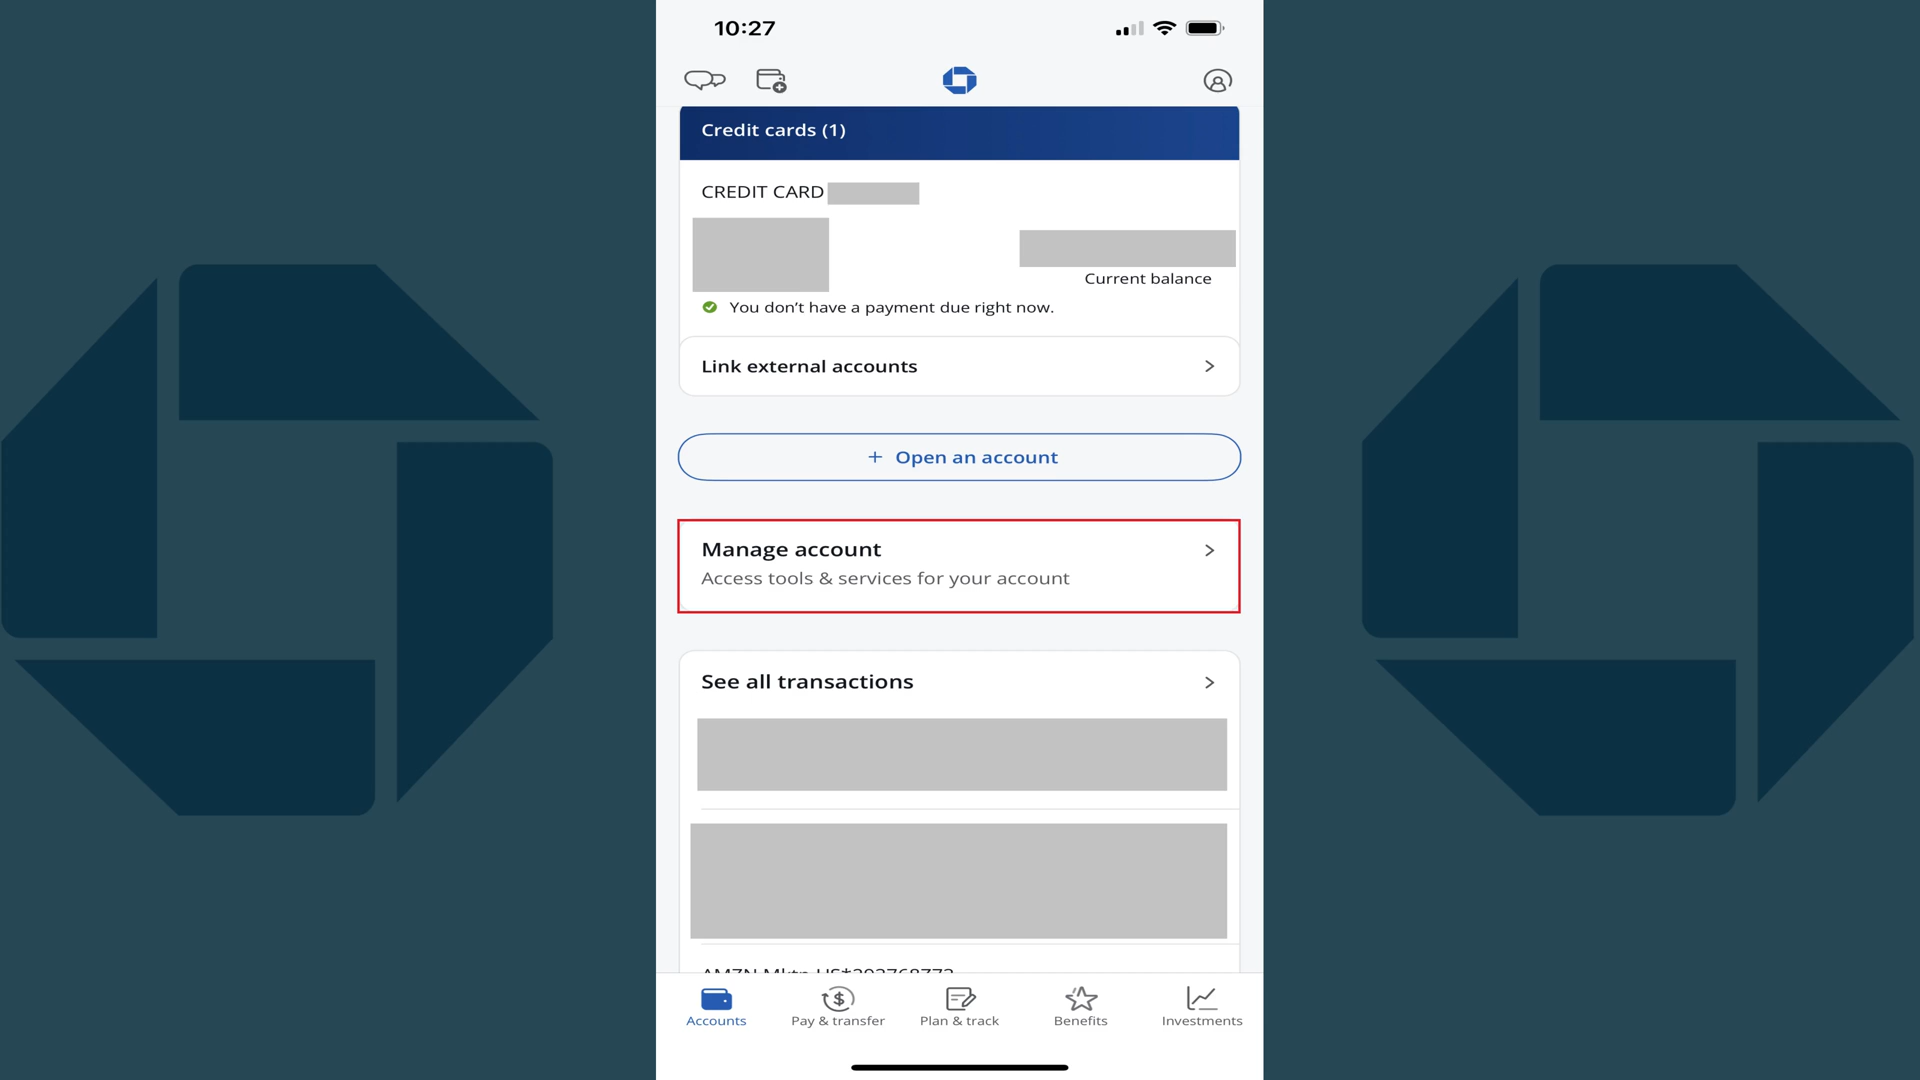 10:27
Credit cards (1)
CREDIT CARD
Current balance
You don’t have a payment due right now.
Link external accounts
+ Open an account
Manage account
Access tools & services for your account
See all transactions
Accounts
Pay & transfer
Plan & track
Benefits
Investments